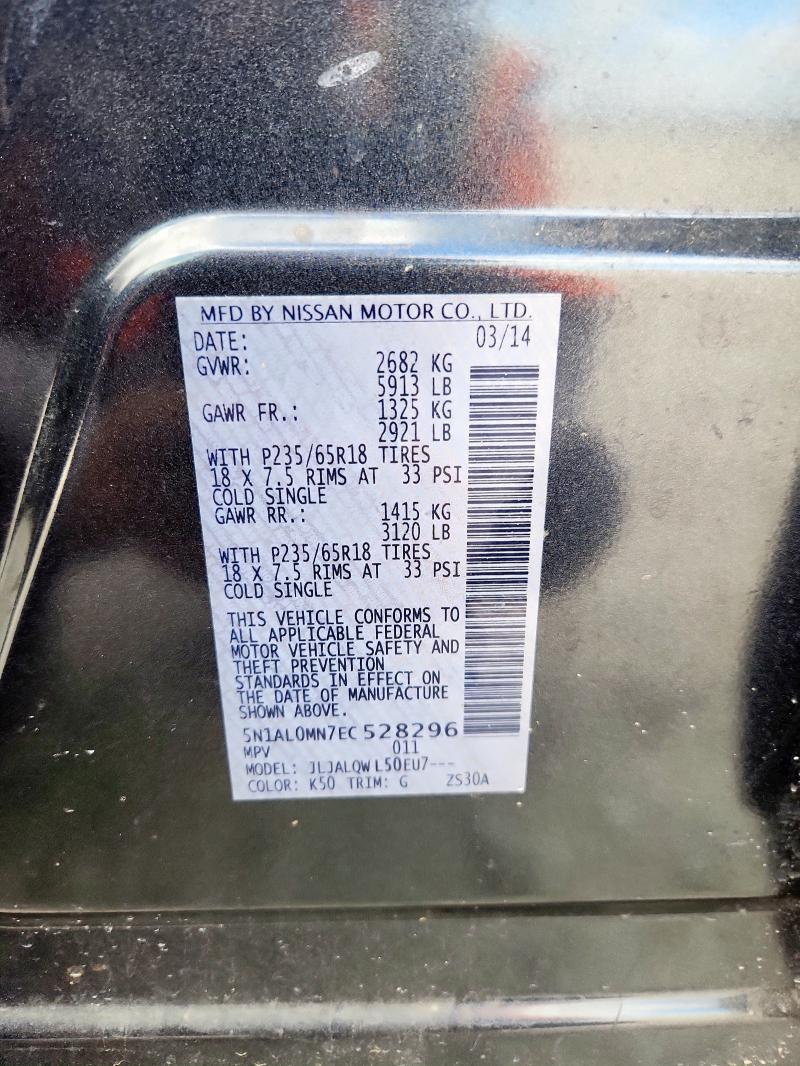 MFD BY NISSAN MOTOR CO., LTD.
DATE: 03/14
GVWR: 2682 KG
5913 LB
GAWR FR.: 1325 KG
2921 LB
WITH P235/65R18 TIRES
18 X 7.5 RIMS AT 33 PSI
COLD SINGLE
GAWR RR.: 1415 KG
3120 LB
WITH P235/65R18 TIRES
18 X 7.5 RIMS AT 33 PSI
COLD SINGLE
THIS VEHICLE CONFORMS TO
ALL APPLICABLE FEDERAL
MOTOR VEHICLE SAFETY AND
THEFT PREVENTION
STANDARDS IN EFFECT ON
THE DATE OF MANUFACTURE
SHOWN ABOVE.
5N1AL0MN7EC528296
MPV 011
MODEL: JLJALQWL50EU7---
COLOR: K50 TRIM: G ZS30A